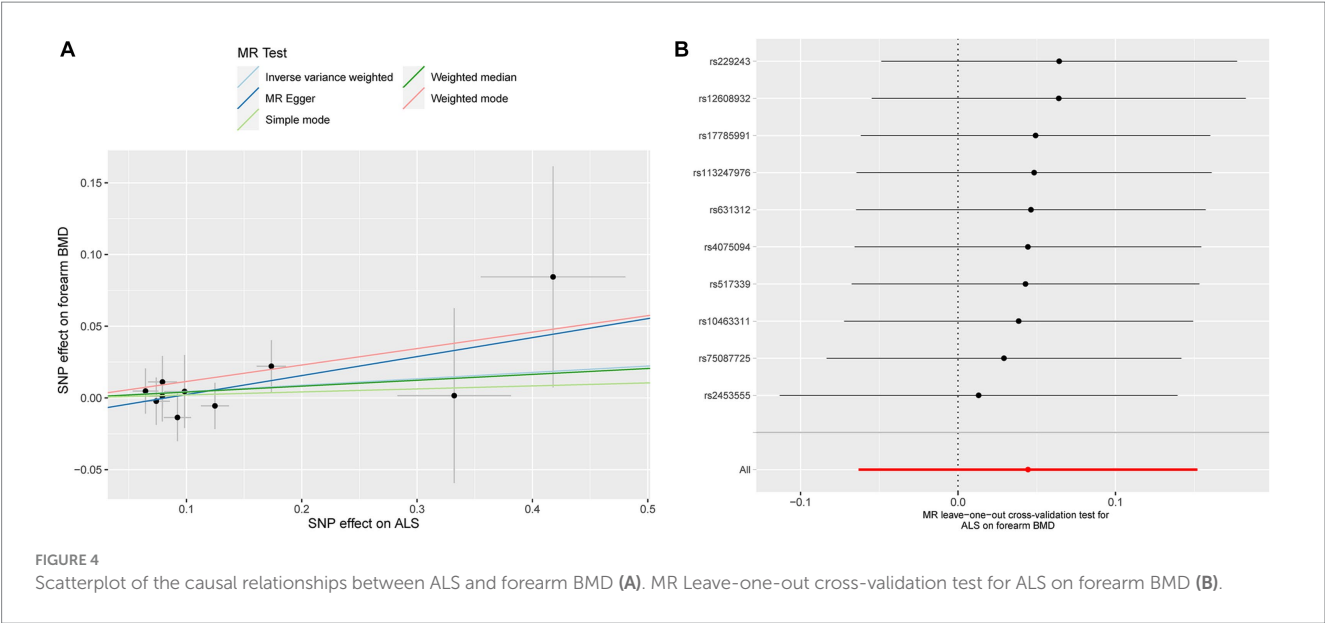 A
MR Test
Inverse variance weighted
Weighted median
MR Egger
Weighted mode
Simple mode
SNP effect on forearm BMD
0.15
0.10
0.05
0.00
−0.05
0.1
0.2
0.3
0.4
0.5
SNP effect on ALS
B
rs229243
rs12608932
rs17785991
rs113247976
rs631312
rs4075094
rs517339
rs10463311
rs75087725
rs2453555
All
−0.1
0.0
0.1
MR leave−one−out cross−validation test for
ALS on forearm BMD
FIGURE 4
Scatterplot of the causal relationships between ALS and forearm BMD (A). MR Leave-one-out cross-validation test for ALS on forearm BMD (B).